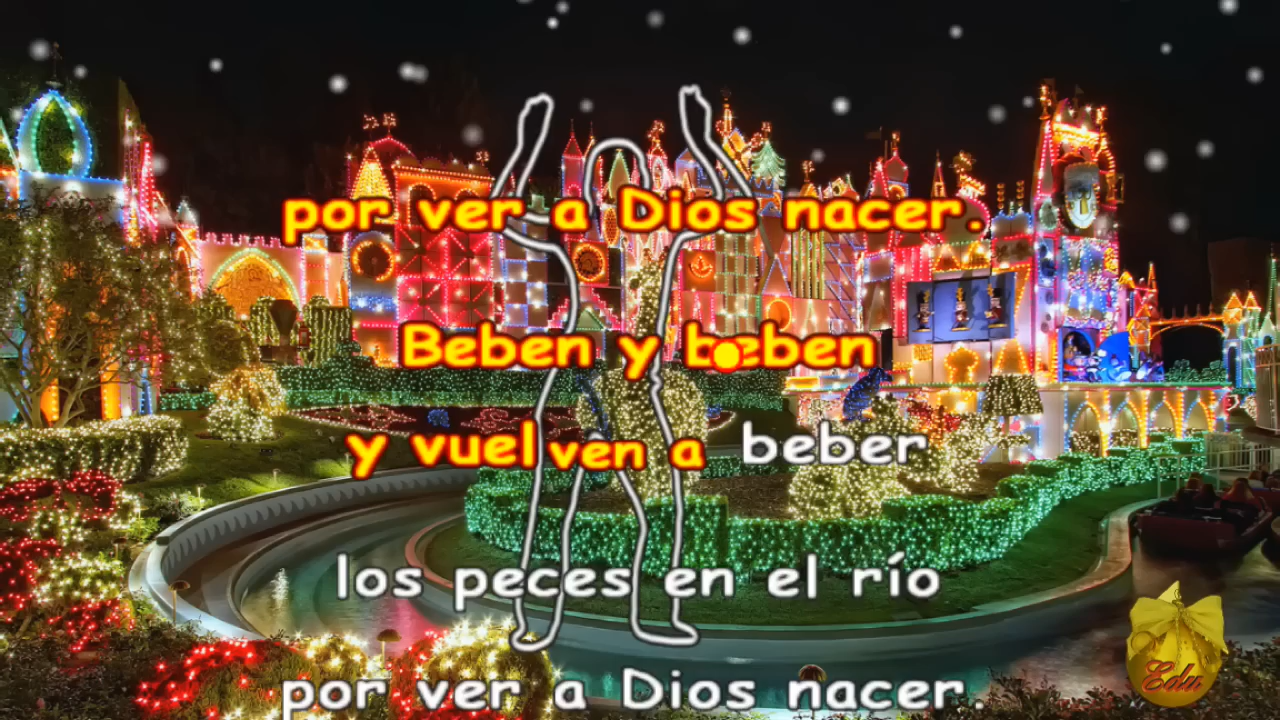 por ver a Dios nacer.
Beben y beben
y vuelven a beber
los peces en el río
por ver a Dios nacer.
Edu